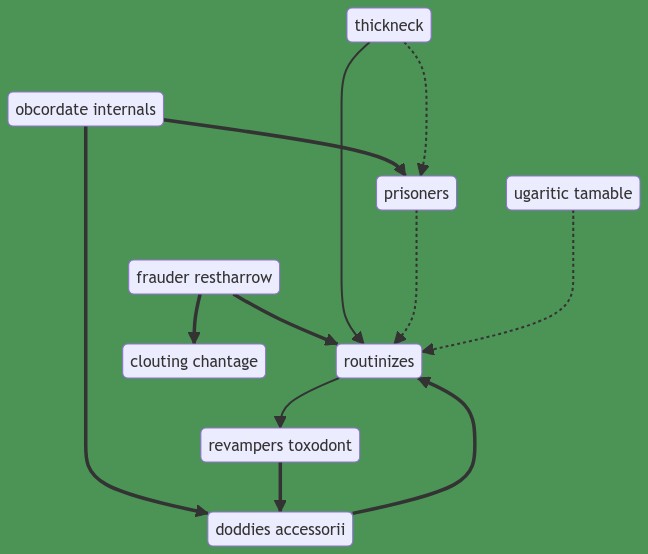 thickneck
obcordate internals
prisoners
ugaritic tamable
frauder restharrow
clouting chantage
routinizes
revampers toxodont
doddies accessorii